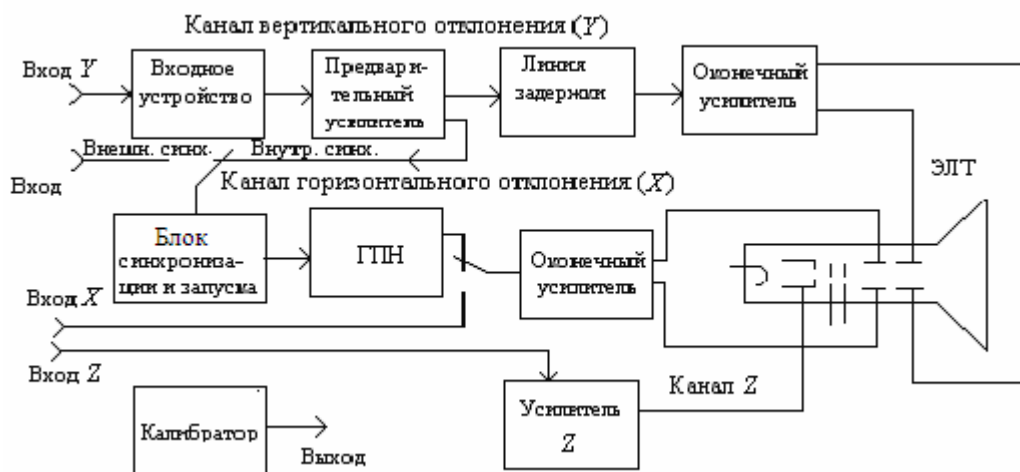 Канал вертикального отклонения (Y)
Вход Y
Входное
устройство
Предвари-
тельный
усилитель
Линия
задержки
Оконечный
усилитель
Внешн. синх.
Внутр. синх.
Вход
Канал горизонтального отклонения (X)
ЭЛТ
Блок
синхрониза-
ции и запуска
ГПН
Оконечный
усилитель
Вход X
Вход Z
Усилитель
Z
Канал Z
Калибратор
Выход